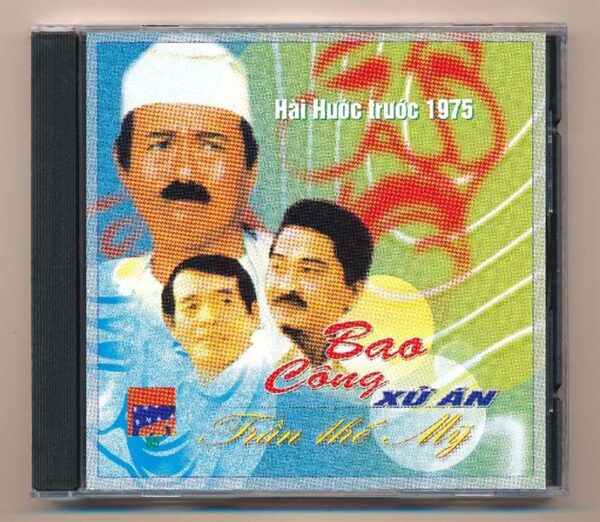 Hài Hước trước 1975
Bao
Công
XỬ ÁN
Trần thế Mỹ